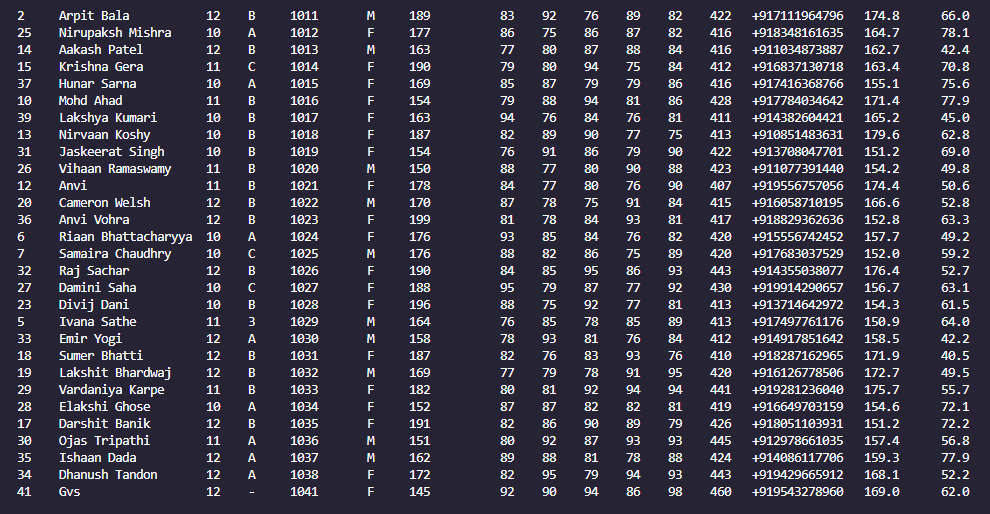 2 Arpit Bala 12 B 1011 M 189 83 92 76 89 82 422 +917111964796 174.8 66.0
25 Nirupaksh Mishra 10 A 1012 F 177 86 75 86 87 82 416 +918348161635 164.7 78.1
14 Aakash Patel 12 B 1013 M 163 77 80 87 88 84 416 +911034873887 162.7 42.4
15 Krishna Gera 11 C 1014 F 190 79 80 94 75 84 412 +916837130718 163.4 70.8
37 Hunar Sarna 10 A 1015 F 169 85 87 79 79 86 416 +917416368766 155.1 75.6
10 Mohd Ahad 11 B 1016 F 154 79 88 94 81 86 428 +917784034642 171.4 77.9
39 Lakshya Kumari 10 B 1017 F 163 94 76 84 76 81 411 +914382604421 165.2 45.0
13 Nirvaan Koshy 10 B 1018 F 187 82 89 90 77 75 413 +910851483631 179.6 62.8
31 Jaskeerat Singh 10 B 1019 F 154 76 91 86 79 90 422 +913708047701 151.2 69.0
26 Vihaan Ramaswamy 11 B 1020 M 150 88 77 80 90 88 423 +911077391440 154.2 49.8
12 Anvi 11 B 1021 F 178 84 77 80 76 90 407 +919556757056 174.4 50.6
20 Cameron Welsh 12 B 1022 M 170 87 78 75 91 84 415 +916058710195 166.6 52.8
36 Anvi Vohra 12 B 1023 F 199 81 78 84 93 81 417 +918829362636 152.8 63.3
6 Riaan Bhattacharyya 10 A 1024 F 176 93 85 84 76 82 420 +915556742452 157.7 49.2
7 Samaira Chaudhry 10 C 1025 M 176 88 82 86 75 89 420 +917683037529 152.0 59.2
32 Raj Sachar 12 B 1026 F 190 84 85 95 86 93 443 +914355038077 176.4 52.7
27 Damini Saha 10 C 1027 F 188 95 79 87 77 92 430 +919914290657 156.7 63.1
23 Divij Dani 10 B 1028 F 196 88 75 92 77 81 413 +913714642972 154.3 61.5
5 Ivana Sathe 11 3 1029 M 164 76 85 78 85 89 413 +917497761176 150.9 64.0
33 Emir Yogi 12 A 1030 M 158 78 93 81 76 84 412 +914917851642 158.5 42.2
18 Sumer Bhatti 12 B 1031 F 187 82 76 83 93 76 410 +918287162965 171.9 40.5
19 Lakshit Bhardwaj 12 B 1032 M 169 77 79 78 91 95 420 +916126778506 172.7 49.5
29 Vardaniya Karpe 11 B 1033 F 182 80 81 92 94 94 441 +919281236040 175.7 55.7
28 Elakshi Ghose 10 A 1034 F 152 87 87 82 82 81 419 +916649703159 154.6 72.1
17 Darshit Banik 12 B 1035 F 191 82 86 90 89 79 426 +918051103931 151.2 72.2
30 Ojas Tripathi 11 A 1036 M 151 80 92 87 93 93 445 +912978661035 157.4 56.8
35 Ishaan Dada 12 A 1037 M 162 89 88 81 78 88 424 +914086117706 159.3 77.9
34 Dhanush Tandon 12 A 1038 F 172 82 95 79 94 93 443 +919429665912 168.1 52.2
41 Gvs 12 - 1041 F 145 92 90 94 86 98 460 +919543278960 169.0 62.0